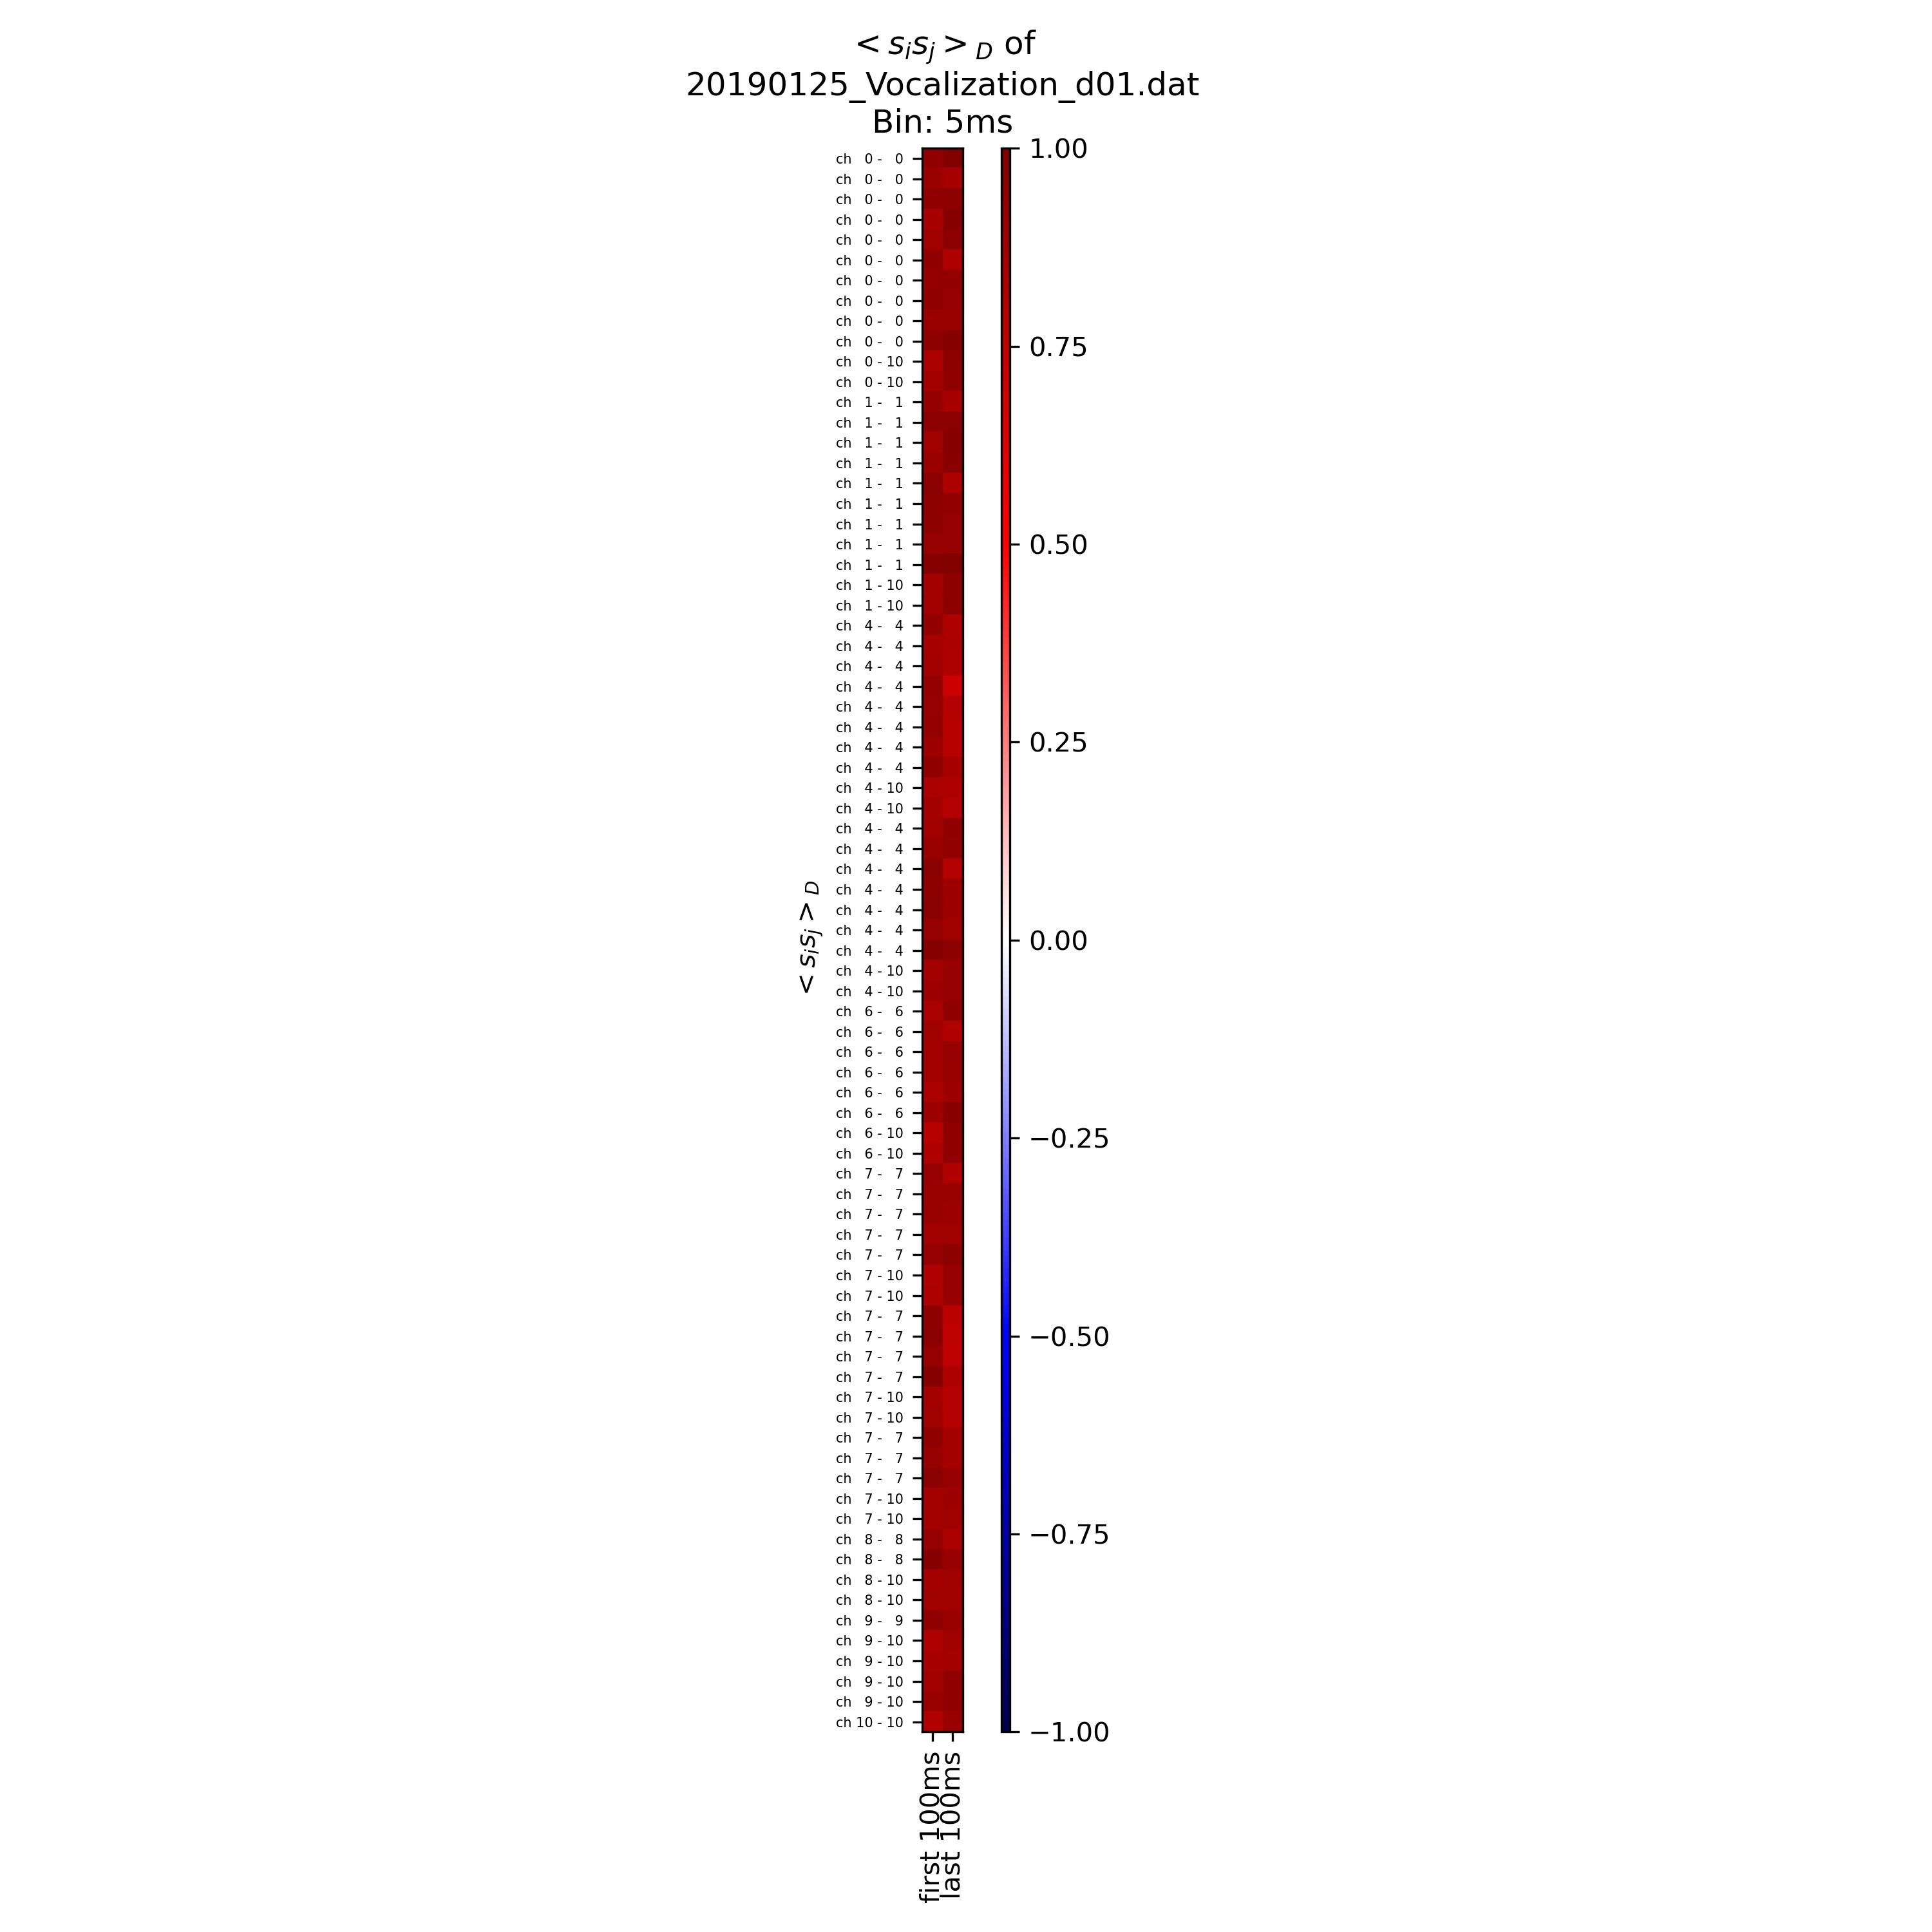 < s_i s_j >_D of
20190125_Vocalization_d01.dat
Bin: 5ms
ch 0 - 0
ch 0 - 0
ch 0 - 0
ch 0 - 0
ch 0 - 0
ch 0 - 0
ch 0 - 0
ch 0 - 0
ch 0 - 0
ch 0 - 0
ch 0 - 10
ch 0 - 10
ch 1 - 1
ch 1 - 1
ch 1 - 1
ch 1 - 1
ch 1 - 1
ch 1 - 1
ch 1 - 1
ch 1 - 1
ch 1 - 1
ch 1 - 10
ch 1 - 10
ch 4 - 4
ch 4 - 4
ch 4 - 4
ch 4 - 4
ch 4 - 4
ch 4 - 4
ch 4 - 4
ch 4 - 4
ch 4 - 10
ch 4 - 10
ch 4 - 4
ch 4 - 4
ch 4 - 4
ch 4 - 4
ch 4 - 4
ch 4 - 4
ch 4 - 4
ch 4 - 10
ch 4 - 10
ch 6 - 6
ch 6 - 6
ch 6 - 6
ch 6 - 6
ch 6 - 6
ch 6 - 6
ch 6 - 10
ch 6 - 10
ch 7 - 7
ch 7 - 7
ch 7 - 7
ch 7 - 7
ch 7 - 7
ch 7 - 10
ch 7 - 10
ch 7 - 7
ch 7 - 7
ch 7 - 7
ch 7 - 7
ch 7 - 10
ch 7 - 10
ch 7 - 7
ch 7 - 7
ch 7 - 7
ch 7 - 10
ch 7 - 10
ch 8 - 8
ch 8 - 8
ch 8 - 10
ch 8 - 10
ch 9 - 9
ch 9 - 10
ch 9 - 10
ch 9 - 10
ch 9 - 10
ch 10 - 10
< s_i s_j >_D
first 100ms
last 100ms
1.00
0.75
0.50
0.25
0.00
−0.25
−0.50
−0.75
−1.00